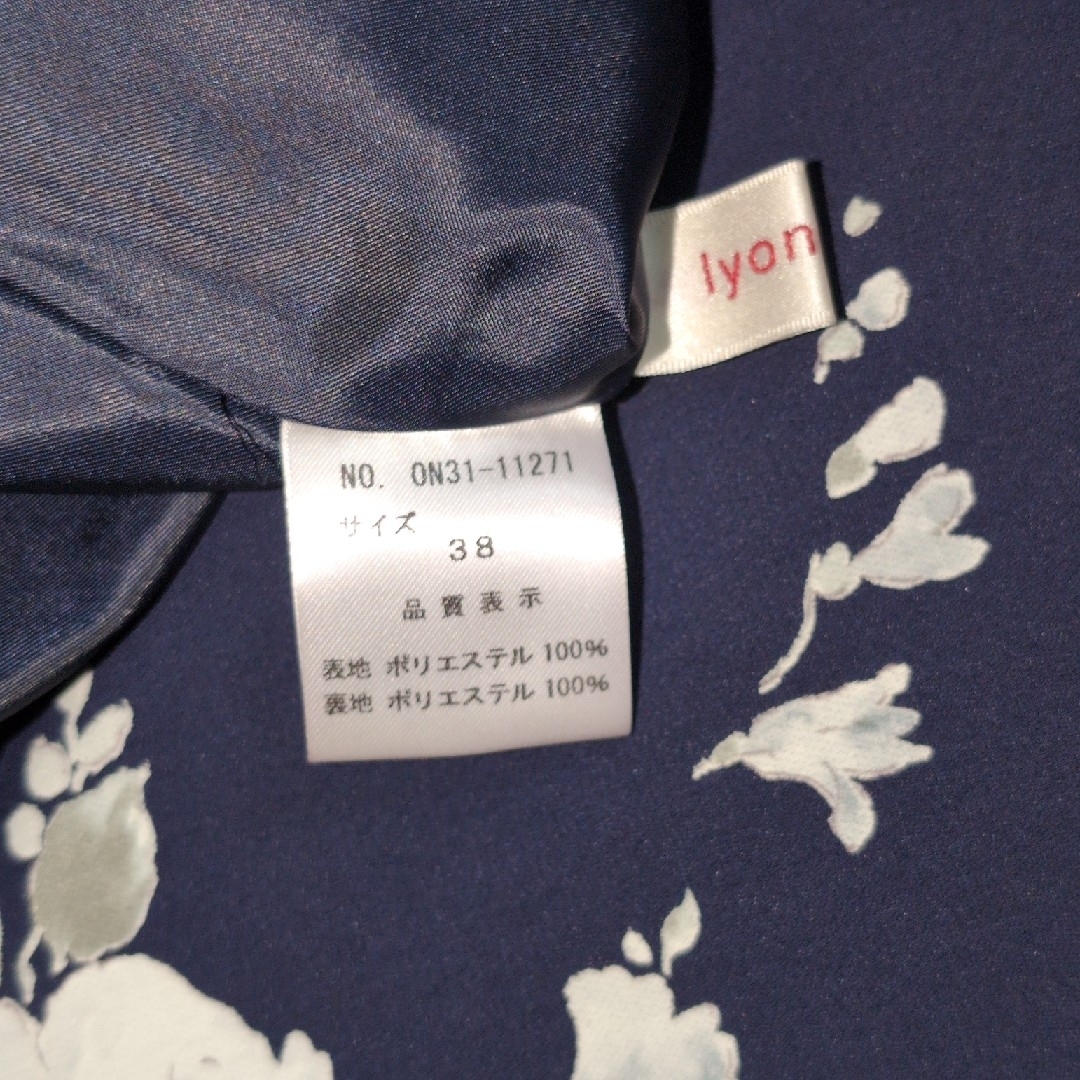 lyon
NO. ON31-11271
サイズ
38
品質表示
表地 ポリエステル 100%
裏地 ポリエステル 100%